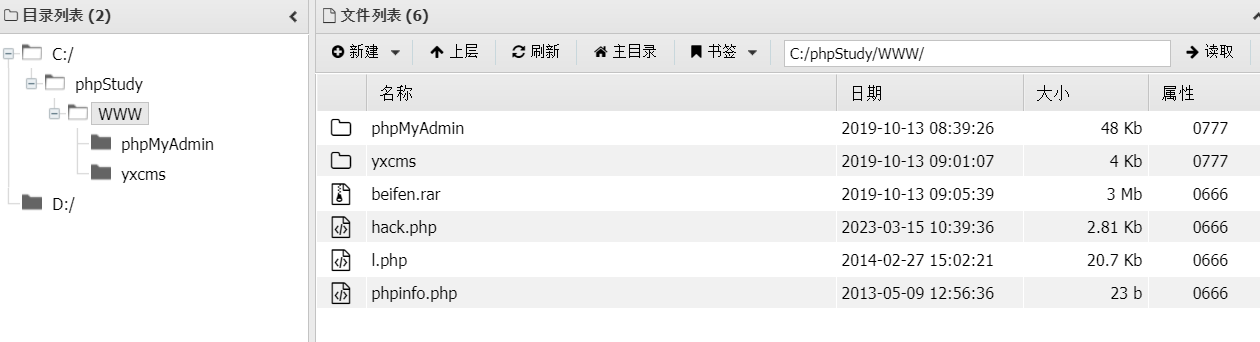 目录列表 (2)
C:/
phpStudy
WWW
phpMyAdmin
yxcms
D:/
文件列表 (6)
新建 上层 刷新 主目录 书签 C:/phpStudy/WWW/ 读取
名称 日期 大小 属性
phpMyAdmin 2019-10-13 08:39:26 48 Kb 0777
yxcms 2019-10-13 09:01:07 4 Kb 0777
beifen.rar 2019-10-13 09:05:39 3 Mb 0666
hack.php 2023-03-15 10:39:36 2.81 Kb 0666
l.php 2014-02-27 15:02:21 20.7 Kb 0666
phpinfo.php 2013-05-09 12:56:36 23 b 0666